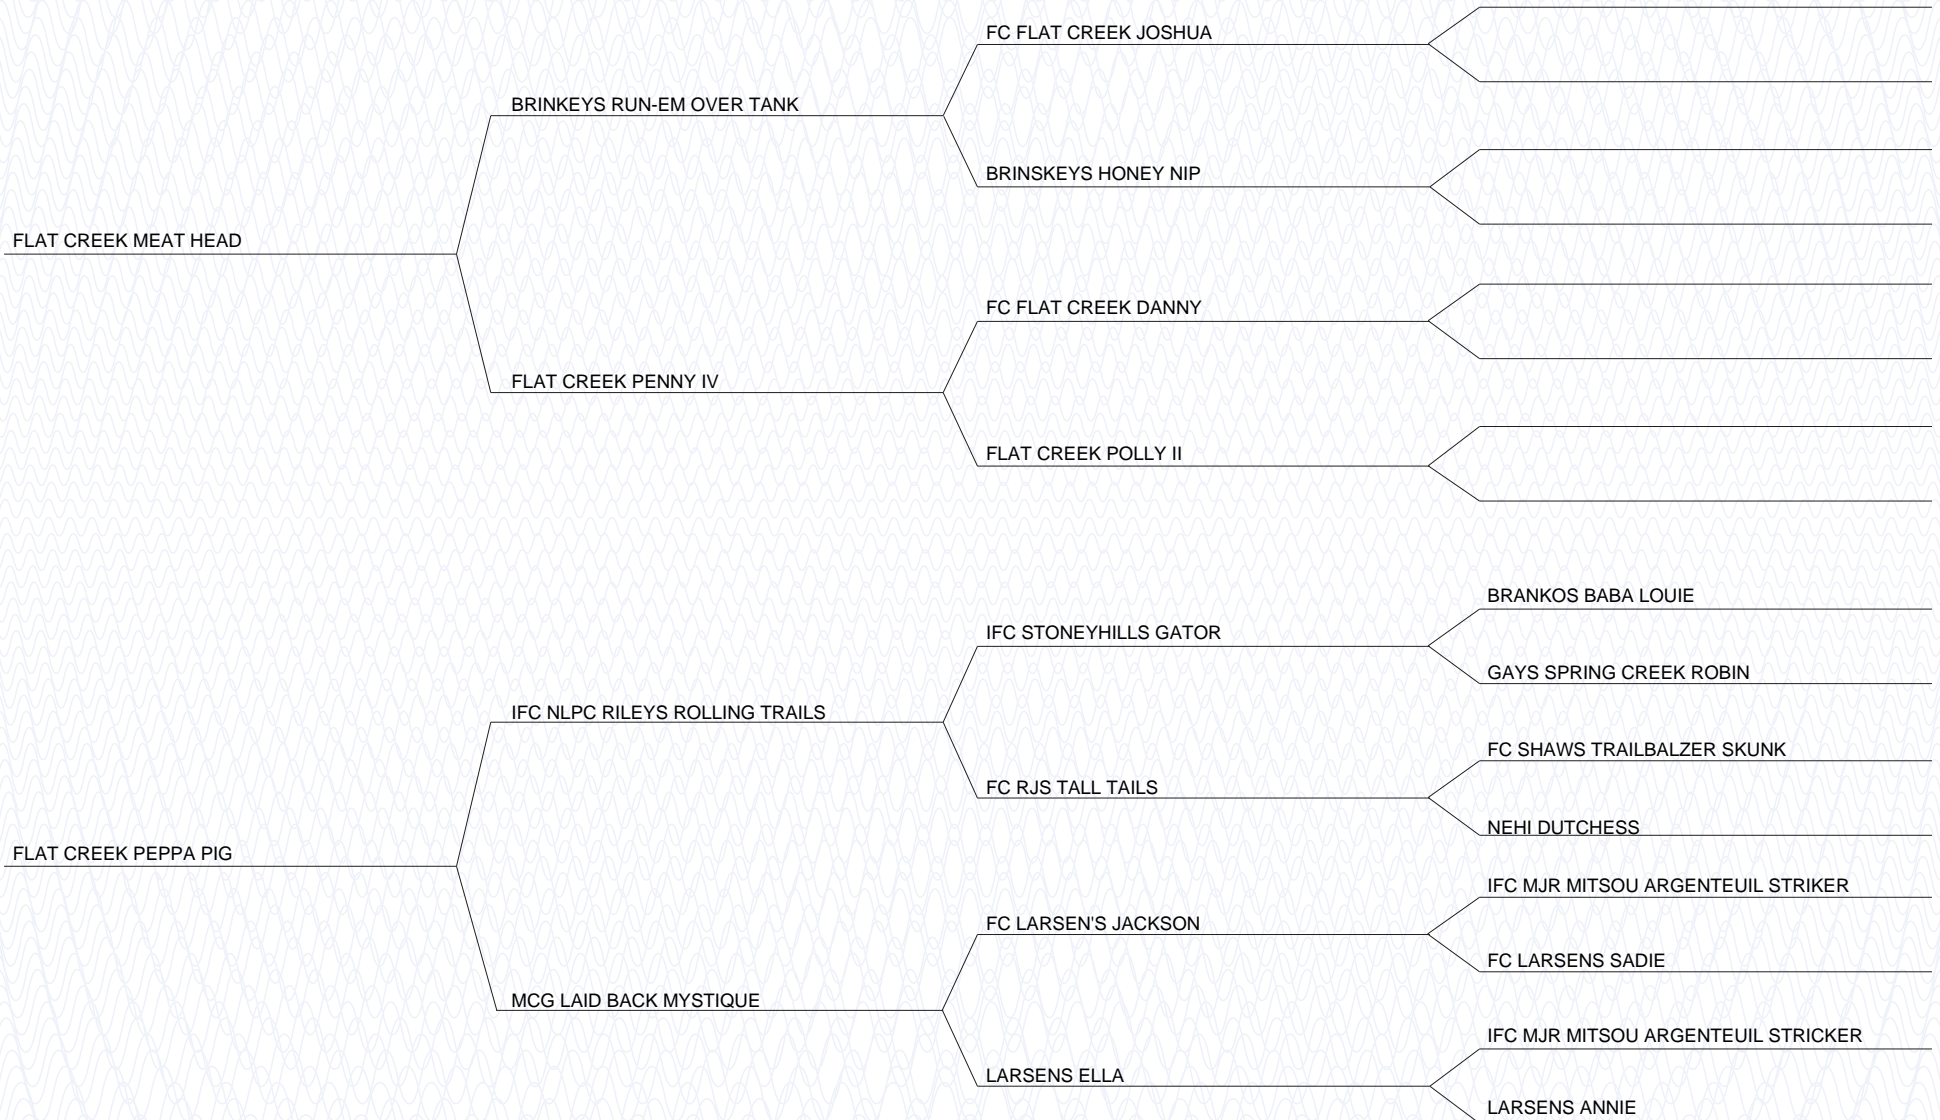 FC FLAT CREEK JOSHUA
BRINKEYS RUN-EM OVER TANK
BRINSKEYS HONEY NIP
FLAT CREEK MEAT HEAD
FC FLAT CREEK DANNY
FLAT CREEK PENNY IV
FLAT CREEK POLLY II
BRANKOS BABA LOUIE
IFC STONEYHILLS GATOR
GAYS SPRING CREEK ROBIN
IFC NLPC RILEYS ROLLING TRAILS
FC SHAWS TRAILBALZER SKUNK
FC RJS TALL TAILS
NEHI DUTCHESS
FLAT CREEK PEPPA PIG
IFC MJR MITSOU ARGENTEUIL STRIKER
FC LARSEN'S JACKSON
FC LARSENS SADIE
MCG LAID BACK MYSTIQUE
IFC MJR MITSOU ARGENTEUIL STRICKER
LARSENS ELLA
LARSENS ANNIE